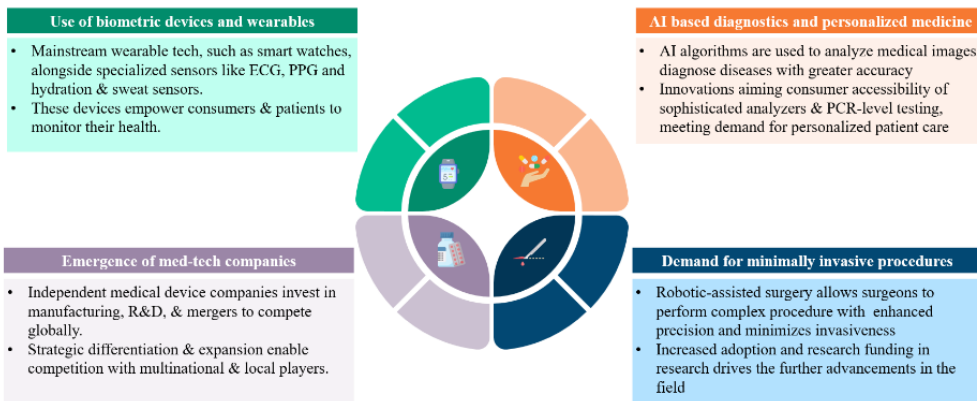 Use of biometric devices and wearables
• Mainstream wearable tech, such as smart watches,
alongside specialized sensors like ECG, PPG and
hydration & sweat sensors.
• These devices empower consumers & patients to
monitor their health.
AI based diagnostics and personalized medicine
• AI algorithms are used to analyze medical images
diagnose diseases with greater accuracy
• Innovations aiming consumer accessibility of
sophisticated analyzers & PCR-level testing,
meeting demand for personalized patient care
Emergence of med-tech companies
• Independent medical device companies invest in
manufacturing, R&D, & mergers to compete
globally.
• Strategic differentiation & expansion enable
competition with multinational & local players.
Demand for minimally invasive procedures
• Robotic-assisted surgery allows surgeons to
perform complex procedure with enhanced
precision and minimizes invasiveness
• Increased adoption and research funding in
research drives the further advancements in the
field